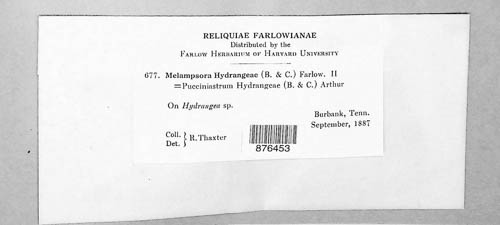 RELIQUIAE FARLOWIANAE
Distributed by the
FARLOW HERBARIUM OF HARVARD UNIVERSITY
677. Melampsora Hydrangeae (B. & C.) Farlow. II
=Pucciniastrum Hydrangeae (B. & C.) Arthur
On Hydrangea sp.
Burbank, Tenn.
September, 1887
Coll. } R. Thaxter
Det. }
876453